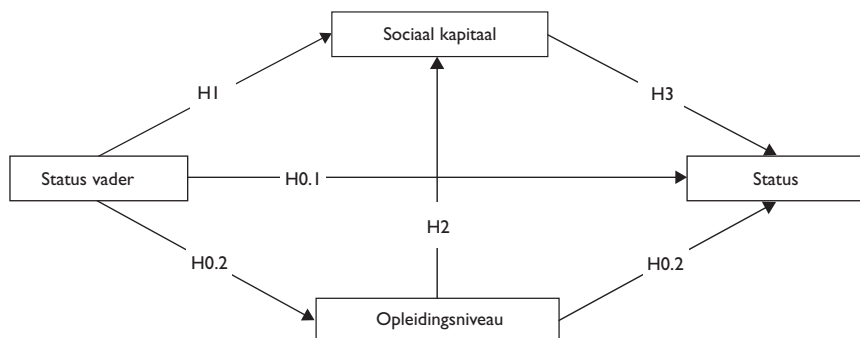 Sociaal kapitaal
H1
H3
Status vader
H0.1
Status
H2
H0.2
H0.2
Opleidingsniveau